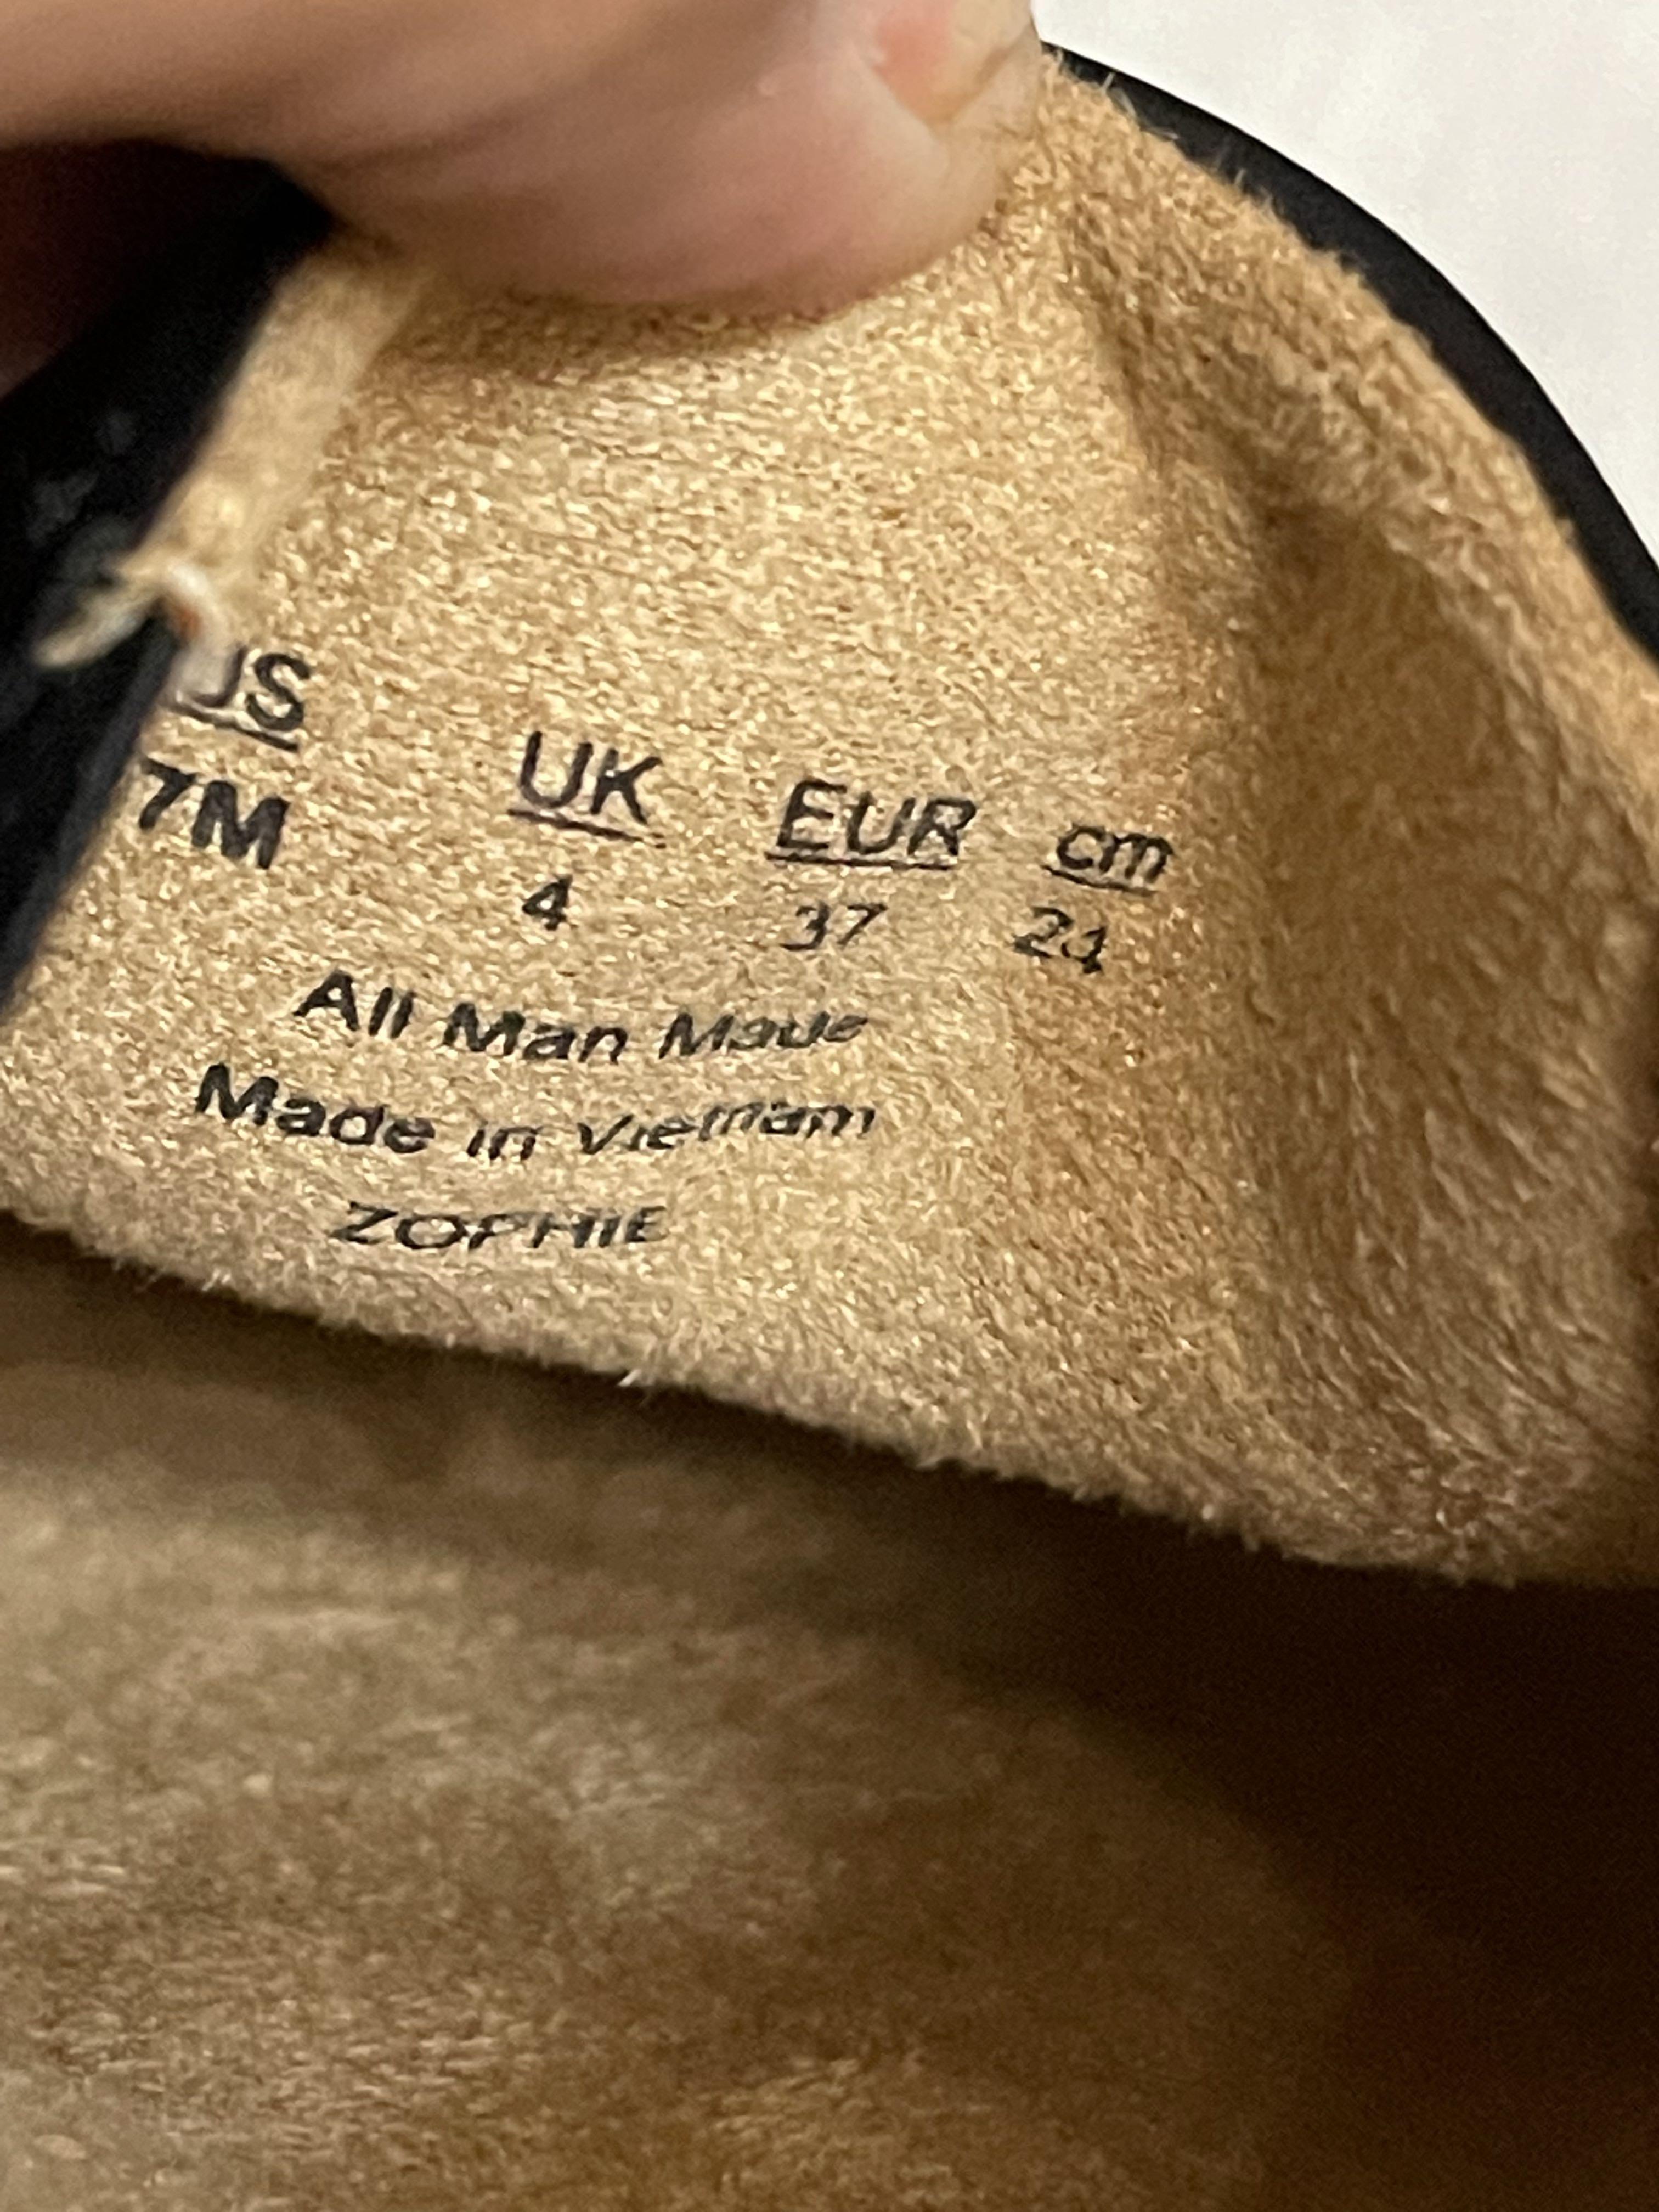 US UK EUR cm
7M 4 37 24
All Man Made
Made in Vietnam
ZOPHIE